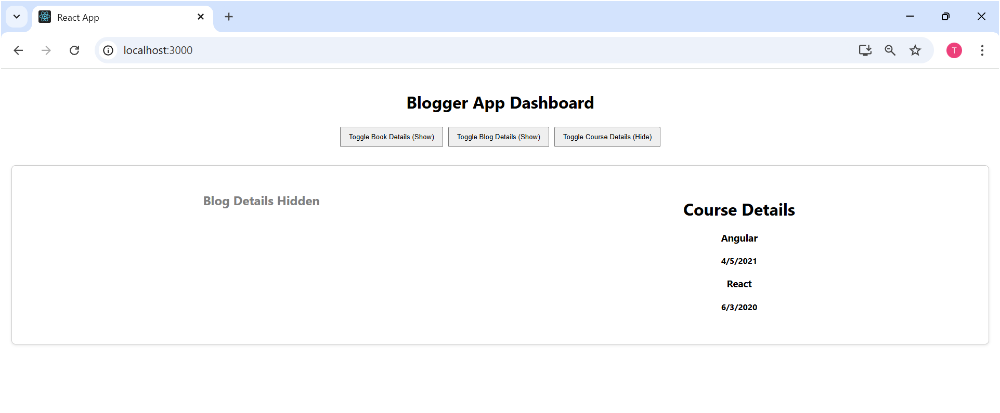 React App
localhost:3000
T
Blogger App Dashboard
Toggle Book Details (Show) Toggle Blog Details (Show) Toggle Course Details (Hide)
Blog Details Hidden
Course Details
Angular
4/5/2021
React
6/3/2020